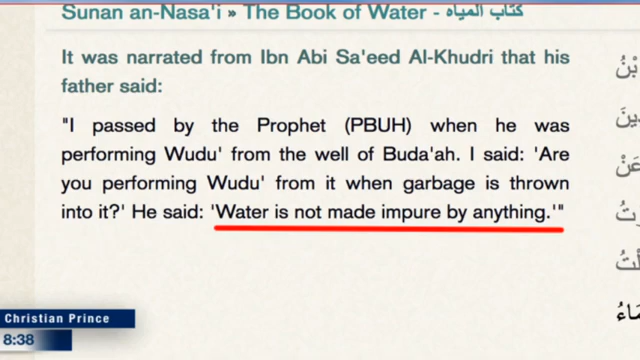 Sunan an-Nasa'i » The Book of Water - كتاب المياه
It was narrated from Ibn Abi Sa'eed Al-Khudri that his
father said:
"I passed by the Prophet (PBUH) when he was
performing Wudu' from the well of Buda'ah. I said: 'Are
you performing Wudu' from it when garbage is thrown
into it?' He said: 'Water is not made impure by anything.'"
عَنْ
Christian Prince
8:38